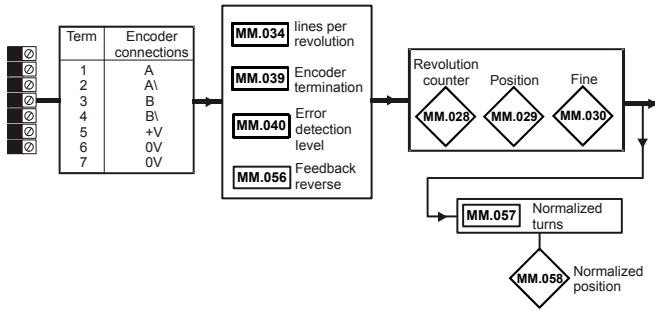 Term Encoder connections
1 A
2 A\
3 B
4 B\
5 +V
6 0V
7 0V
MM.034 lines per revolution
MM.039 Encoder termination
MM.040 Error detection level
MM.056 Feedback reverse
Revolution counter
MM.028
Position
MM.029
Fine
MM.030
MM.057 Normalized turns
MM.058 Normalized position